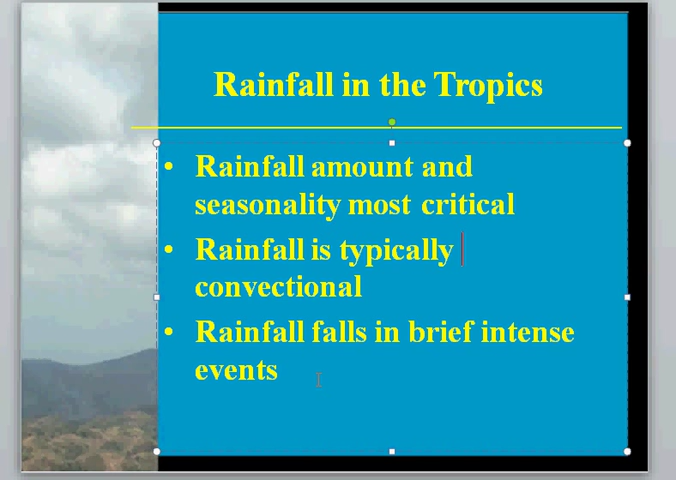 Rainfall in the Tropics
• Rainfall amount and
seasonality most critical
• Rainfall is typically
convectional
• Rainfall falls in brief intense
events